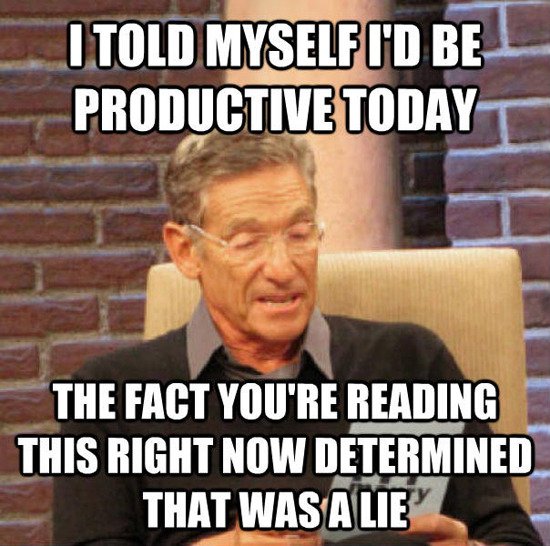 I TOLD MYSELF I'D BE
PRODUCTIVE TODAY
THE FACT YOU'RE READING
THIS RIGHT NOW DETERMINED
THAT WAS A LIE